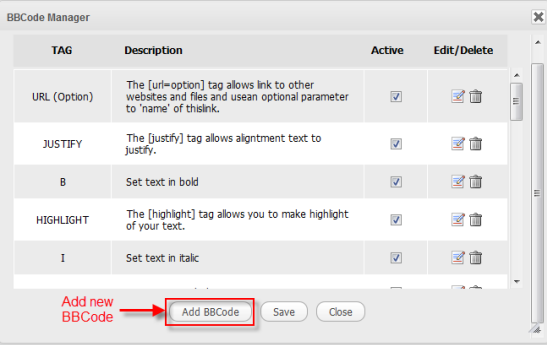 BBCode Manager
TAG Description Active Edit/Delete
URL (Option) The [url=option] tag allows link to other
websites and files and usean optional parameter
to 'name' of thislink.
JUSTIFY The [justify] tag allows aligntment text to
justify.
B Set text in bold
HIGHLIGHT The [highlight] tag allows you to make highlight
of your text.
I Set text in italic
Add new
BBCode
Add BBCode Save Close